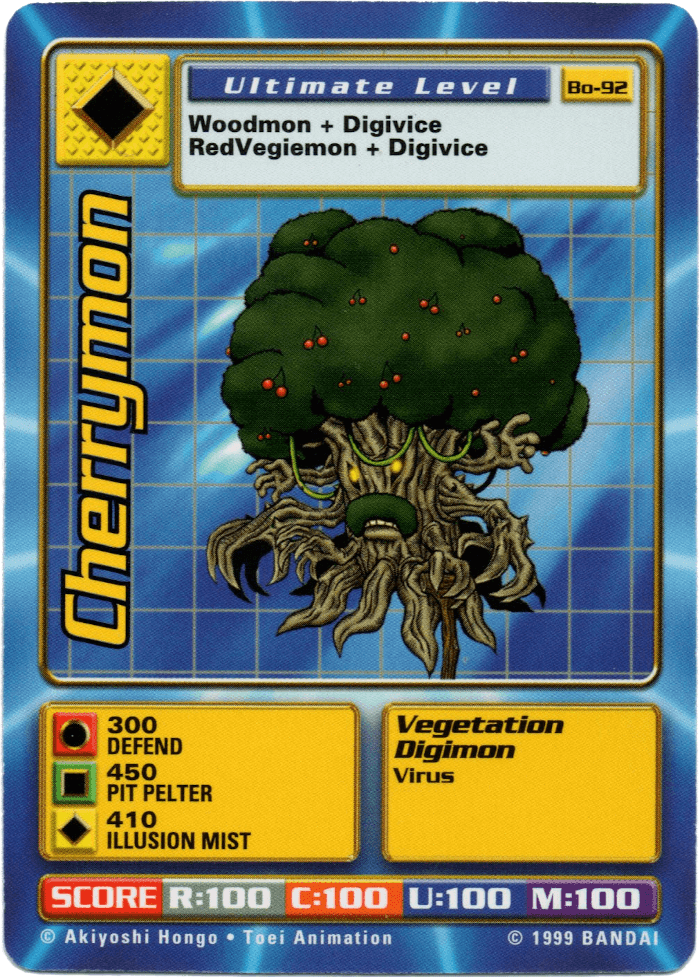 Ultimate Level
Bo-92
Woodmon + Digivice
RedVegiemon + Digivice
Cherrymon
300
DEFEND
450
PIT PELTER
410
ILLUSION MIST
Vegetation
Digimon
Virus
SCORE R:100 C:100 U:100 M:100
© Akiyoshi Hongo • Toei Animation
© 1999 BANDAI